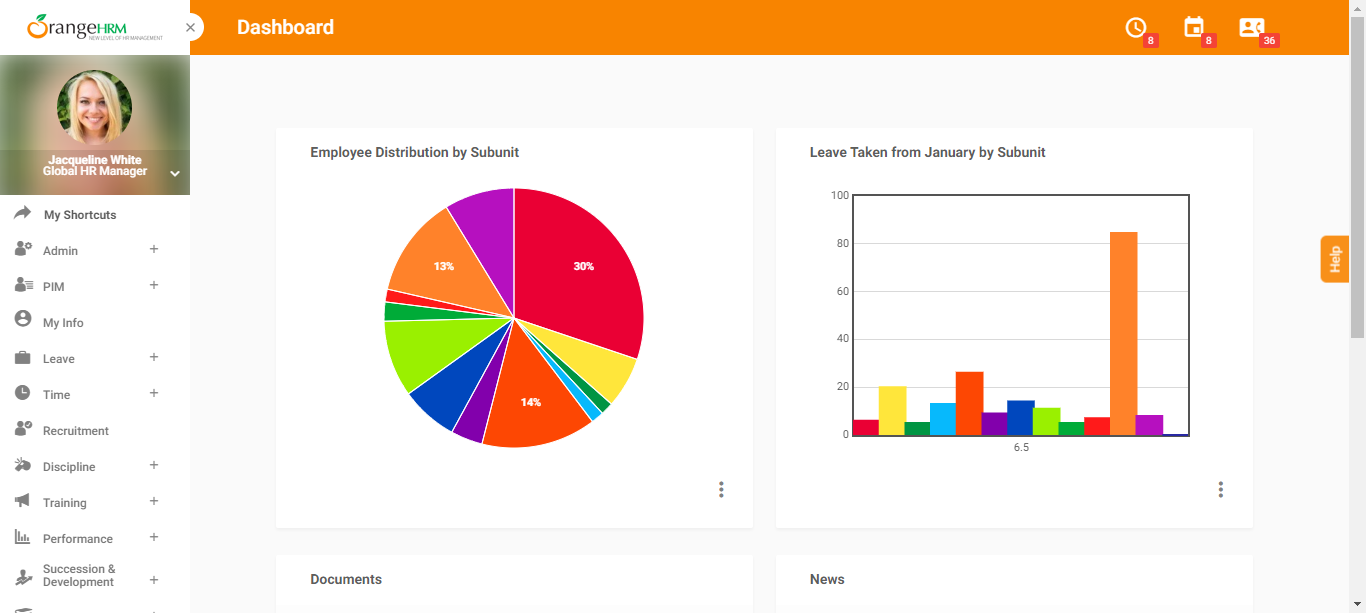 OrangeHRM
NEW LEVEL OF HR MANAGEMENT
Dashboard
8
8
36
Jacqueline White
Global HR Manager
My Shortcuts
Admin
PIM
My Info
Leave
Time
Recruitment
Discipline
Training
Performance
Succession &
Development
Employee Distribution by Subunit
13%
30%
14%
Leave Taken from January by Subunit
100
80
60
40
20
0
6.5
Help
Documents
News